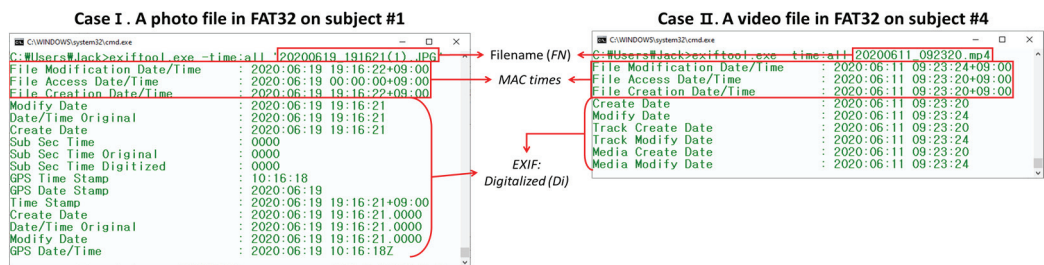 Case Ⅰ. A photo file in FAT32 on subject #1
C:\WINDOWS\system32\cmd.exe
C:₩Users₩Jack>exiftool.exe -time:all "20200619_191621(1).JPG"
File Modification Date/Time : 2020:06:19 19:16:22+09:00
File Access Date/Time : 2020:06:19 00:00:00+09:00
File Creation Date/Time : 2020:06:19 19:16:22+09:00
Modify Date : 2020:06:19 19:16:21
Date/Time Original : 2020:06:19 19:16:21
Create Date : 2020:06:19 19:16:21
Sub Sec Time : 0000
Sub Sec Time Original : 0000
Sub Sec Time Digitized : 0000
GPS Time Stamp : 10:16:18
GPS Date Stamp : 2020:06:19
Time Stamp : 2020:06:19 19:16:21+09:00
Create Date : 2020:06:19 19:16:21.0000
Date/Time Original : 2020:06:19 19:16:21.0000
Modify Date : 2020:06:19 19:16:21.0000
GPS Date/Time : 2020:06:19 10:16:18Z
Filename (FN)
MAC times
EXIF:
Digitalized (Di)
Case Ⅱ. A video file in FAT32 on subject #4
C:\WINDOWS\system32\cmd.exe
C:₩Users₩Jack>exiftool.exe -time:all 20200611_092320.mp4
File Modification Date/Time : 2020:06:11 09:23:24+09:00
File Access Date/Time : 2020:06:11 09:23:20+09:00
File Creation Date/Time : 2020:06:11 09:23:20+09:00
Create Date : 2020:06:11 09:23:20
Modify Date : 2020:06:11 09:23:24
Track Create Date : 2020:06:11 09:23:20
Track Modify Date : 2020:06:11 09:23:24
Media Create Date : 2020:06:11 09:23:20
Media Modify Date : 2020:06:11 09:23:24